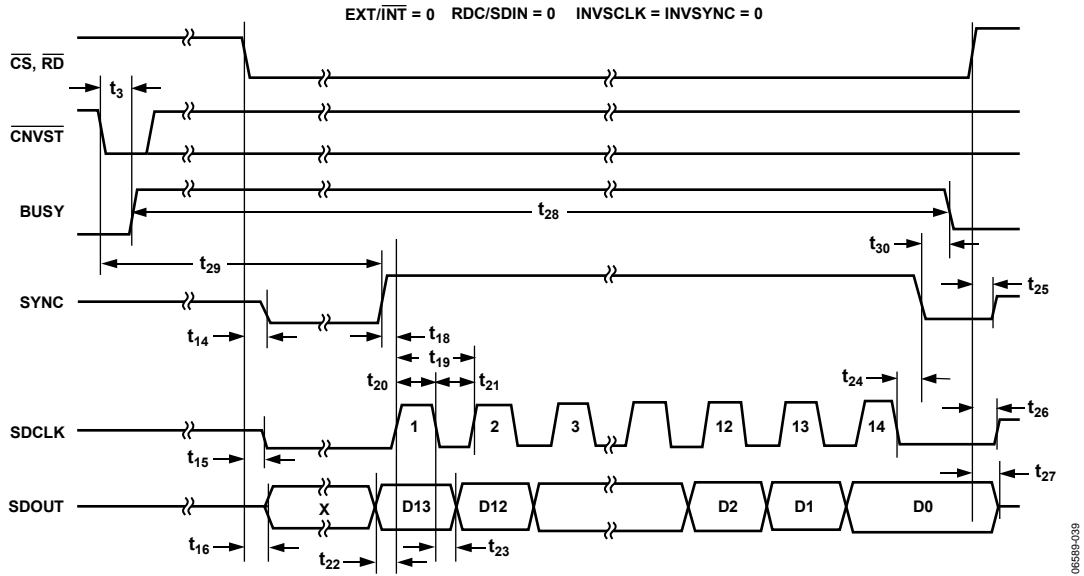 EXT/INT = 0 RDC/SDIN = 0 INVSCLK = INVSYNC = 0
CS, RD
t3
CNVST
BUSY
t28
t30
t29
t25
SYNC
t14
t18
t19
t20
t21
t24
t26
SDCLK
1
2
3
12
13
14
t15
t27
SDOUT
X
D13
D12
D2
D1
D0
t16
t22
t23
06589-039